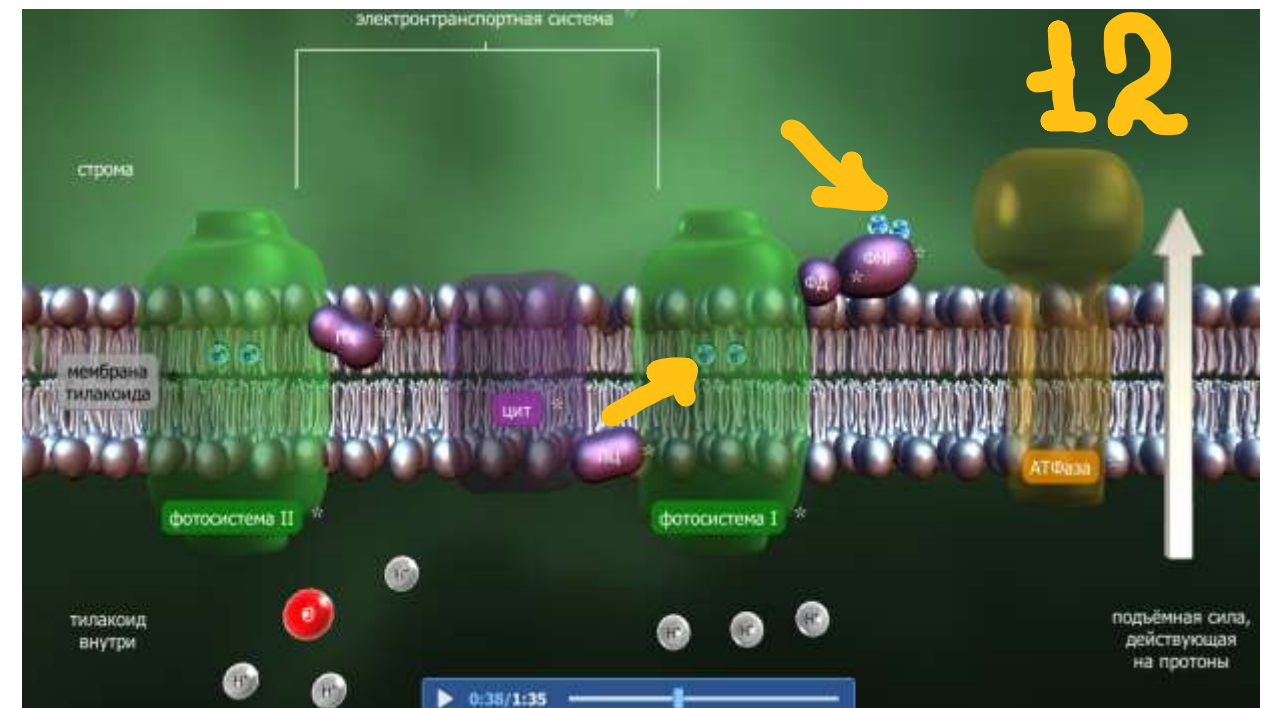 электронтранспортная система *
12
строма
ФНР *
ФД *
мембрана
тилакоида
цит *
ПЦ *
АТФаза
фотосистема II *
фотосистема I *
H⁺
H⁺
H⁺
H⁺
H⁺
H⁺
тилакоид
внутри
подъёмная сила,
действующая
на протоны
0:38/1:35